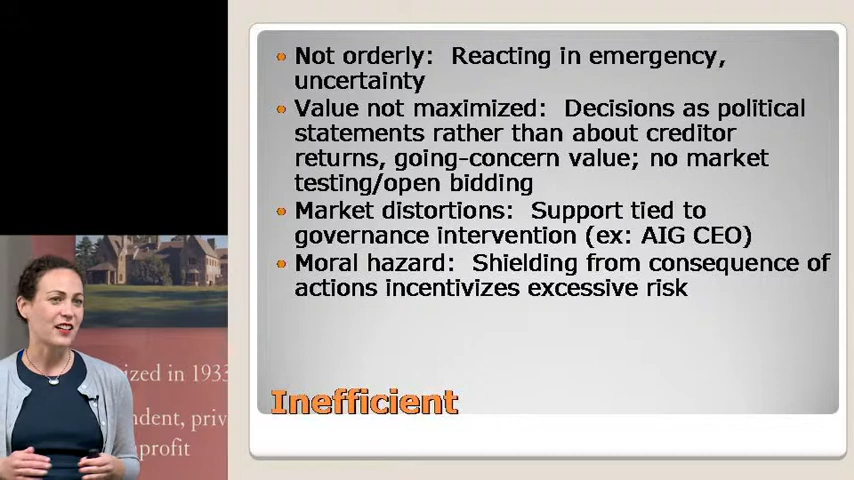 Not orderly: Reacting in emergency,
uncertainty
Value not maximized: Decisions as political
statements rather than about creditor
returns, going-concern value; no market
testing/open bidding
Market distortions: Support tied to
governance intervention (ex: AIG CEO)
Moral hazard: Shielding from consequence of
actions incentivizes excessive risk
Inefficient
ized in 1933
ndent, priv
profit